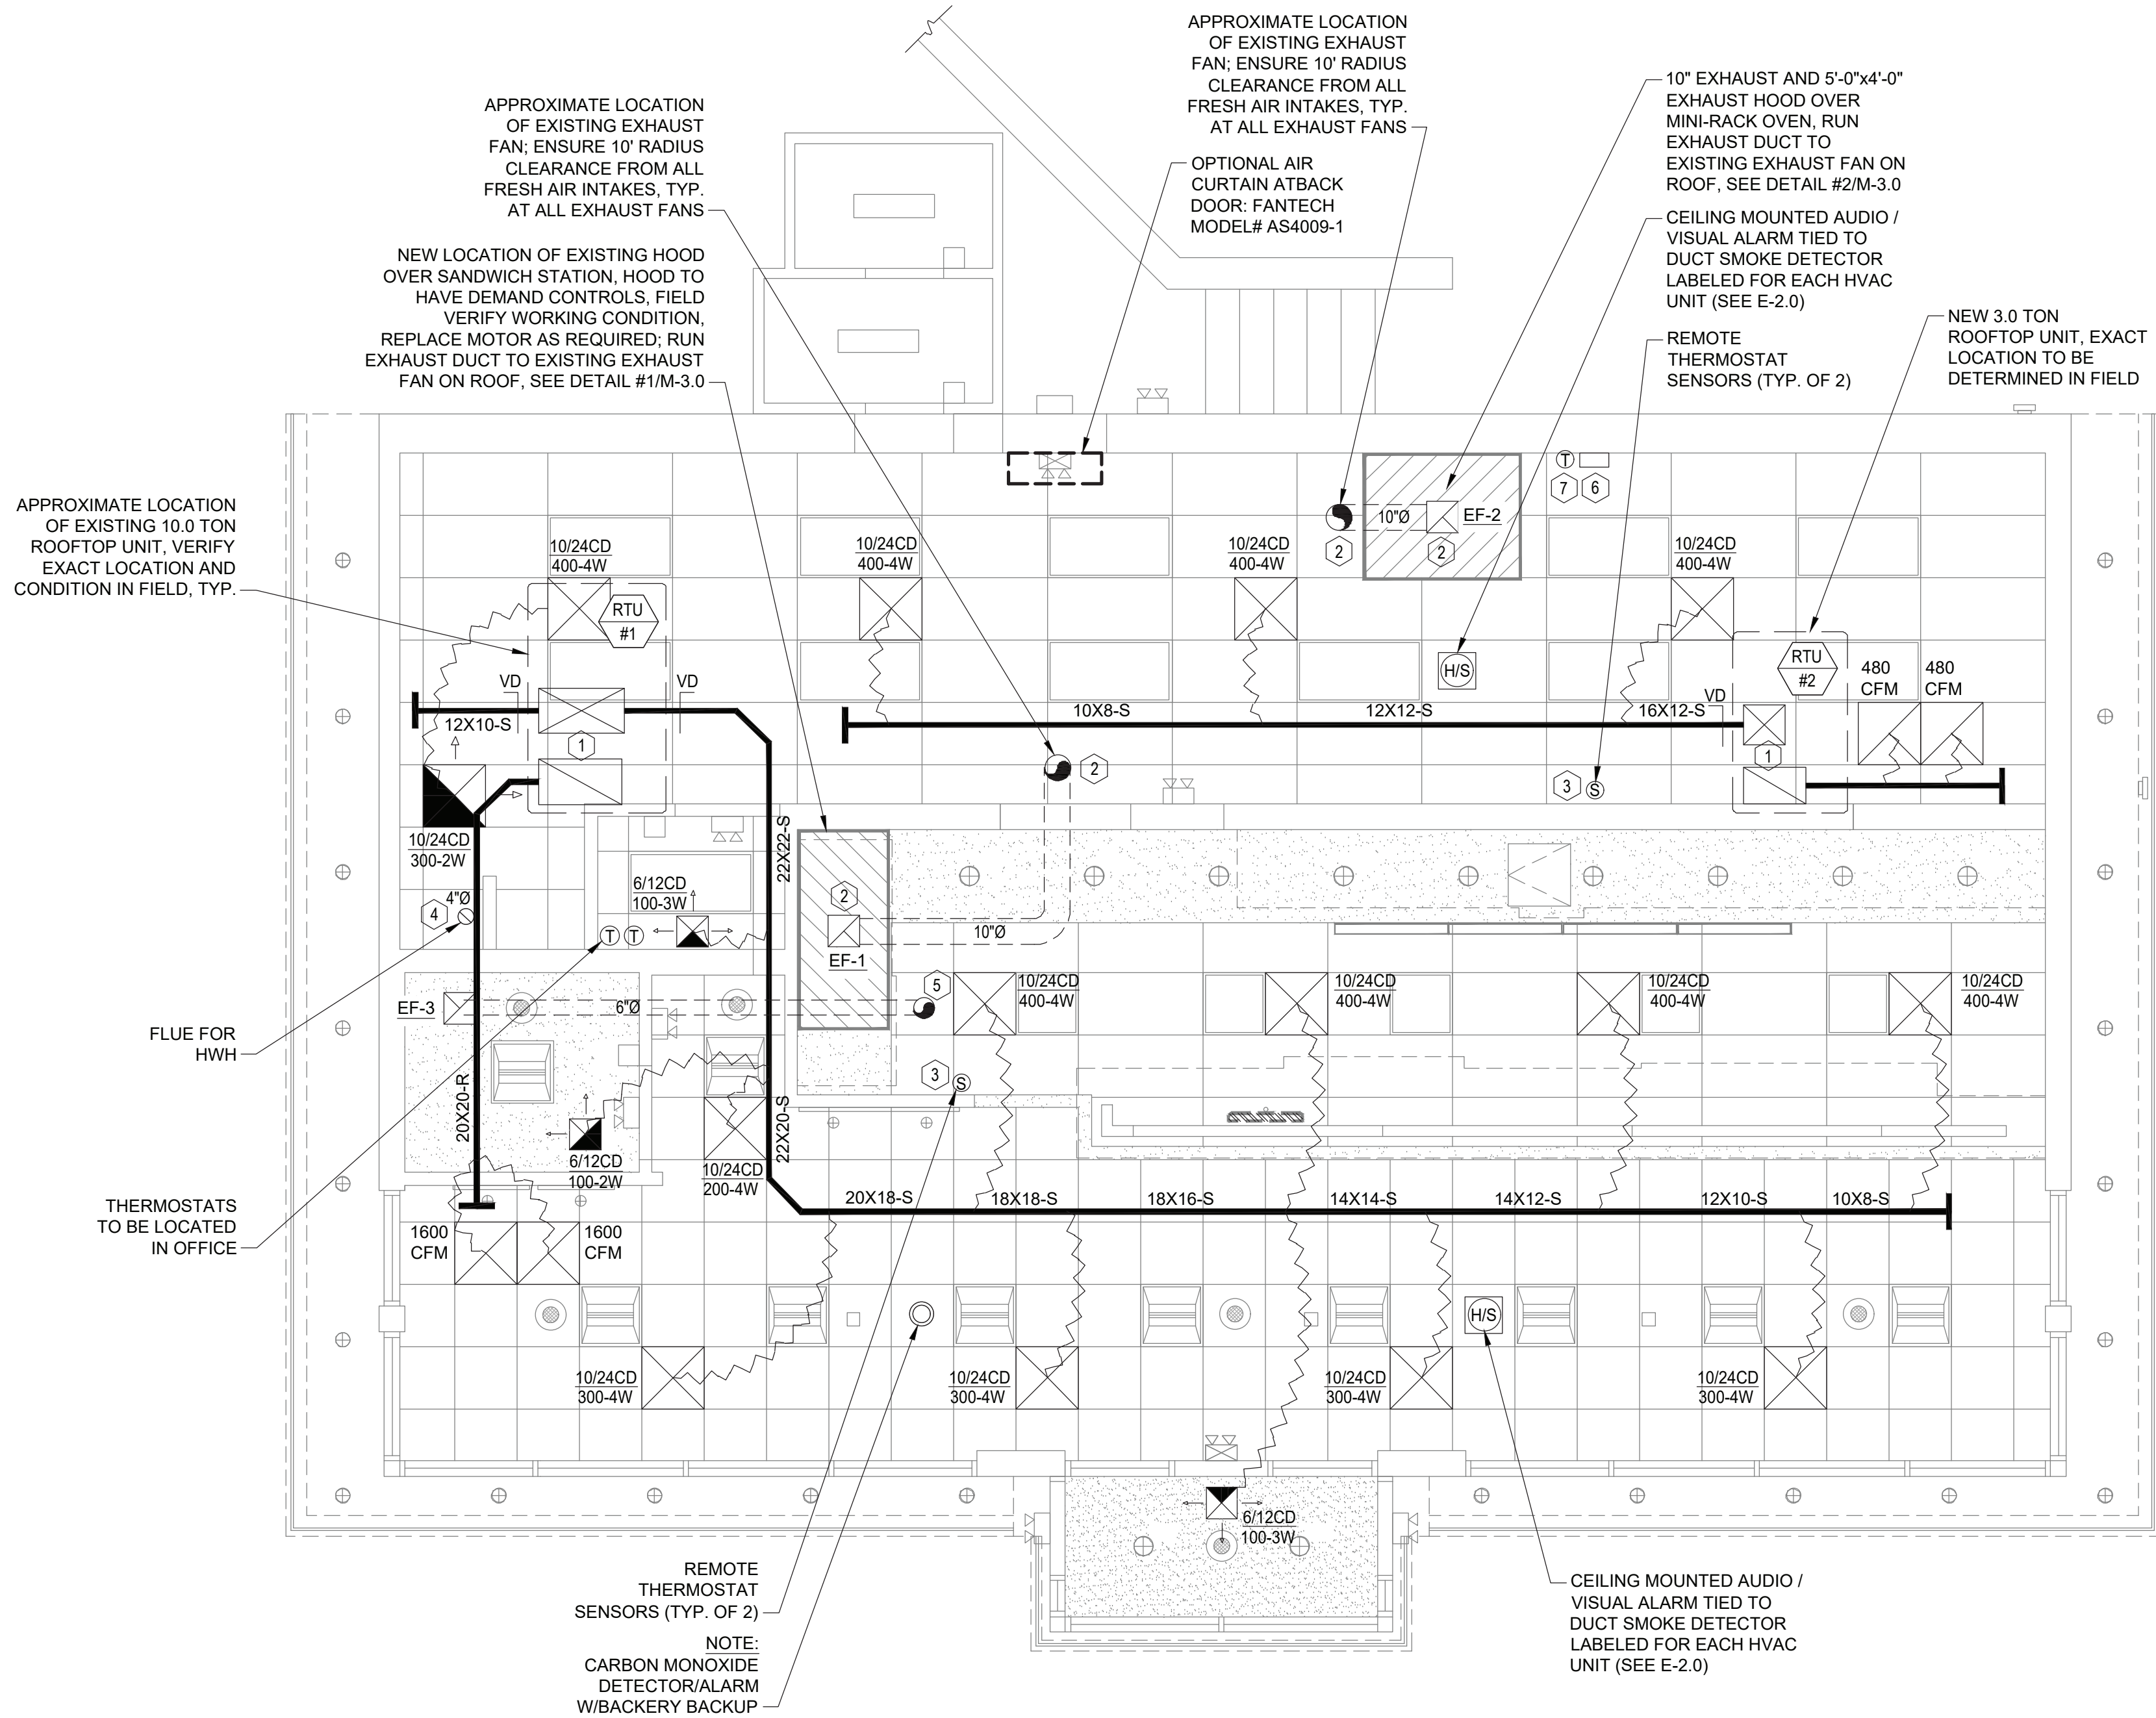 APPROXIMATE LOCATION
OF EXISTING EXHAUST
FAN; ENSURE 10' RADIUS
CLEARANCE FROM ALL
FRESH AIR INTAKES, TYP.
AT ALL EXHAUST FANS
APPROXIMATE LOCATION
OF EXISTING EXHAUST
FAN; ENSURE 10' RADIUS
CLEARANCE FROM ALL
FRESH AIR INTAKES, TYP.
AT ALL EXHAUST FANS
10" EXHAUST AND 5'-0"x4'-0"
EXHAUST HOOD OVER
MINI-RACK OVEN, RUN
EXHAUST DUCT TO
EXISTING EXHAUST FAN ON
ROOF, SEE DETAIL #2/M-3.0
OPTIONAL AIR
CURTAIN ATBACK
DOOR: FANTECH
MODEL# AS4009-1
CEILING MOUNTED AUDIO /
VISUAL ALARM TIED TO
DUCT SMOKE DETECTOR
LABELED FOR EACH HVAC
UNIT (SEE E-2.0)
NEW LOCATION OF EXISTING HOOD
OVER SANDWICH STATION, HOOD TO
HAVE DEMAND CONTROLS, FIELD
VERIFY WORKING CONDITION,
REPLACE MOTOR AS REQUIRED; RUN
EXHAUST DUCT TO EXISTING EXHAUST
FAN ON ROOF, SEE DETAIL #1/M-3.0
REMOTE
THERMOSTAT
SENSORS (TYP. OF 2)
NEW 3.0 TON
ROOFTOP UNIT, EXACT
LOCATION TO BE
DETERMINED IN FIELD
APPROXIMATE LOCATION
OF EXISTING 10.0 TON
ROOFTOP UNIT, VERIFY
EXACT LOCATION AND
CONDITION IN FIELD, TYP.
T
7
6
10"Ø
EF-2
2
2
10/24CD
400-4W
10/24CD
400-4W
10/24CD
400-4W
10/24CD
400-4W
RTU
#1
RTU
#2
H/S
480
CFM
480
CFM
VD
VD
VD
12X10-S
10X8-S
12X12-S
16X12-S
1
1
2
3
S
10/24CD
300-2W
22X22-S
6/12CD
100-3W
4"Ø
4
T
T
2
EF-1
10"Ø
EF-3
6"Ø
5
10/24CD
400-4W
10/24CD
400-4W
10/24CD
400-4W
10/24CD
400-4W
FLUE FOR
HWH
3
S
20X20-R
22X20-S
6/12CD
100-2W
10/24CD
200-4W
THERMOSTATS
TO BE LOCATED
IN OFFICE
20X18-S
18X18-S
18X16-S
14X14-S
14X12-S
12X10-S
10X8-S
1600
CFM
1600
CFM
H/S
10/24CD
300-4W
10/24CD
300-4W
10/24CD
300-4W
10/24CD
300-4W
6/12CD
100-3W
REMOTE
THERMOSTAT
SENSORS (TYP. OF 2)
NOTE:
CARBON MONOXIDE
DETECTOR/ALARM
W/BACKERY BACKUP
CEILING MOUNTED AUDIO /
VISUAL ALARM TIED TO
DUCT SMOKE DETECTOR
LABELED FOR EACH HVAC
UNIT (SEE E-2.0)